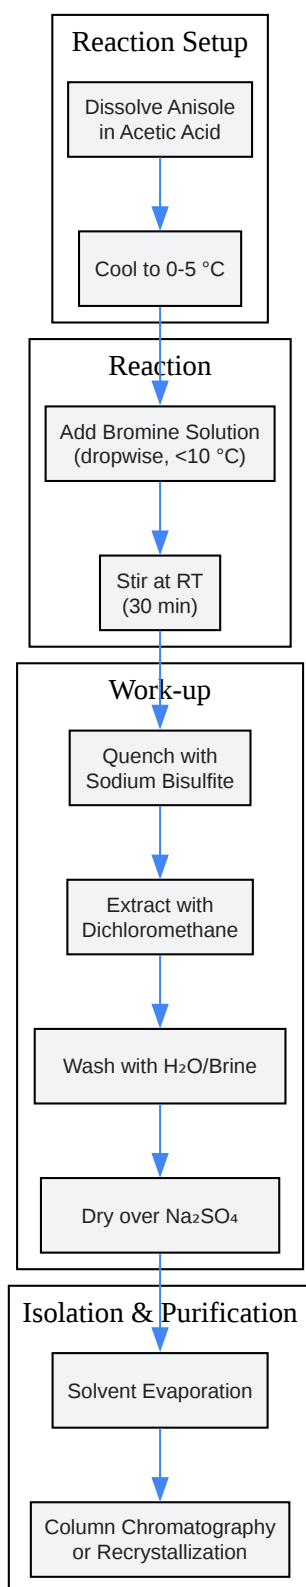 Reaction Setup
Dissolve Anisole
in Acetic Acid
Cool to 0-5 °C
Reaction
Add Bromine Solution
(dropwise, <10 °C)
Stir at RT
(30 min)
Work-up
Quench with
Sodium Bisulfite
Extract with
Dichloromethane
Wash with H₂O/Brine
Dry over Na₂SO₄
Isolation & Purification
Solvent Evaporation
Column Chromatography
or Recrystallization